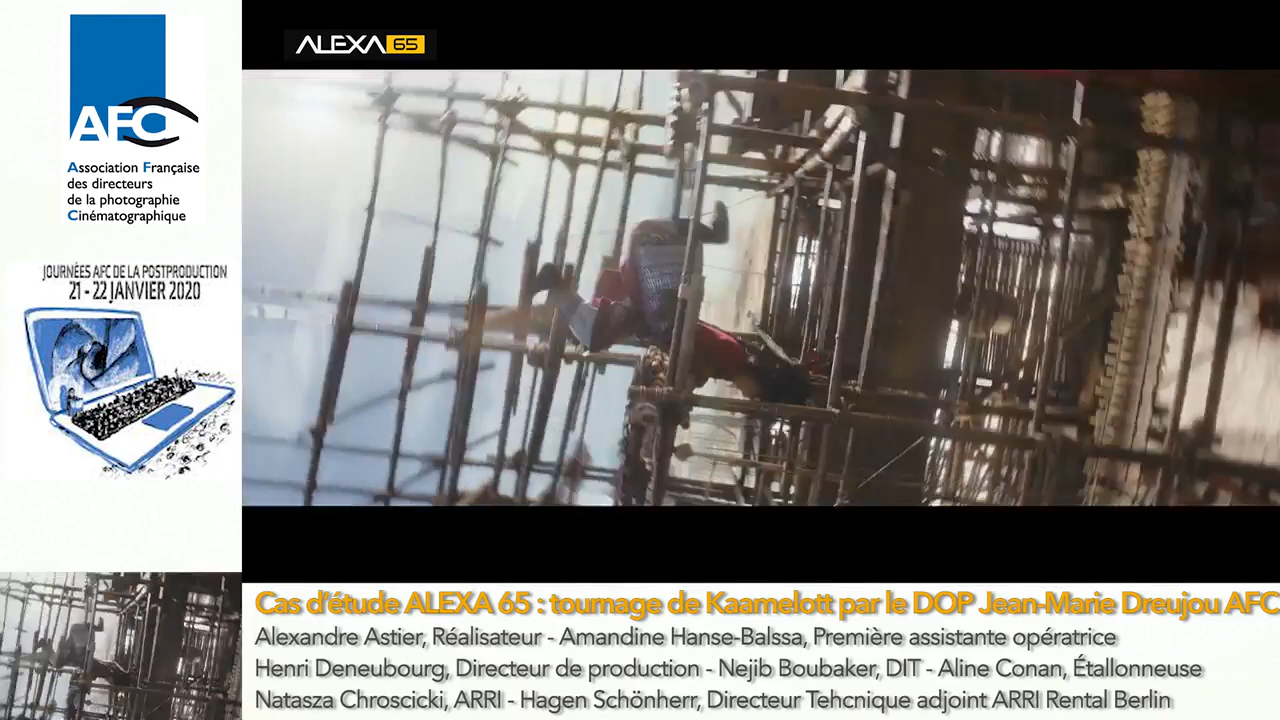 AFC
Association Française
des directeurs
de la photographie
Cinématographique
JOURNÉES AFC DE LA POSTPRODUCTION
21 - 22 JANVIER 2020
ALEXA 65
Cas d'étude ALEXA 65 : tournage de Kaamelott par le DOP Jean-Marie Dreujou AFC
Alexandre Astier, Réalisateur - Amandine Hanse-Balssa, Première assistante opératrice
Henri Deneubourg, Directeur de production - Nejib Boubaker, DIT - Aline Conan, Étallonneuse
Natasza Chroscicki, ARRI - Hagen Schönherr, Directeur Tehcnique adjoint ARRI Rental Berlin